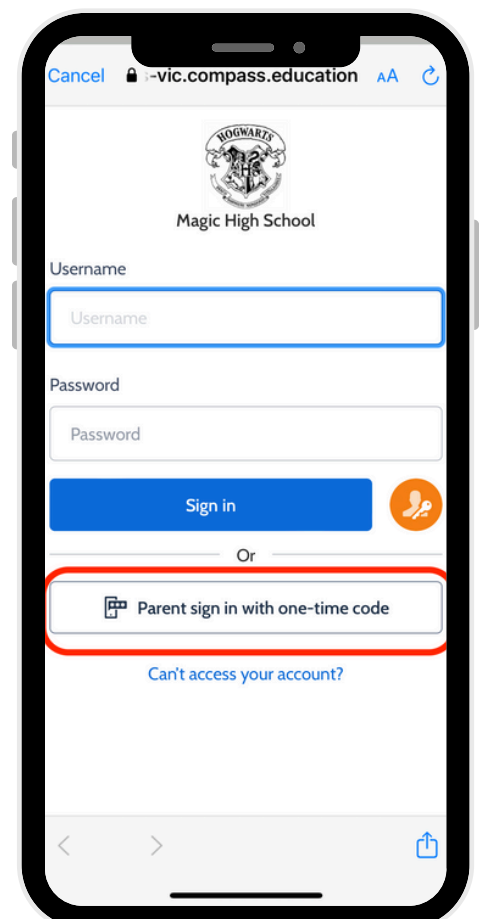 Cancel -vic.compass.education AA
HOGWARTS
Magic High School
Username
Username
Password
Password
Sign in
Or
Parent sign in with one-time code
Can't access your account?